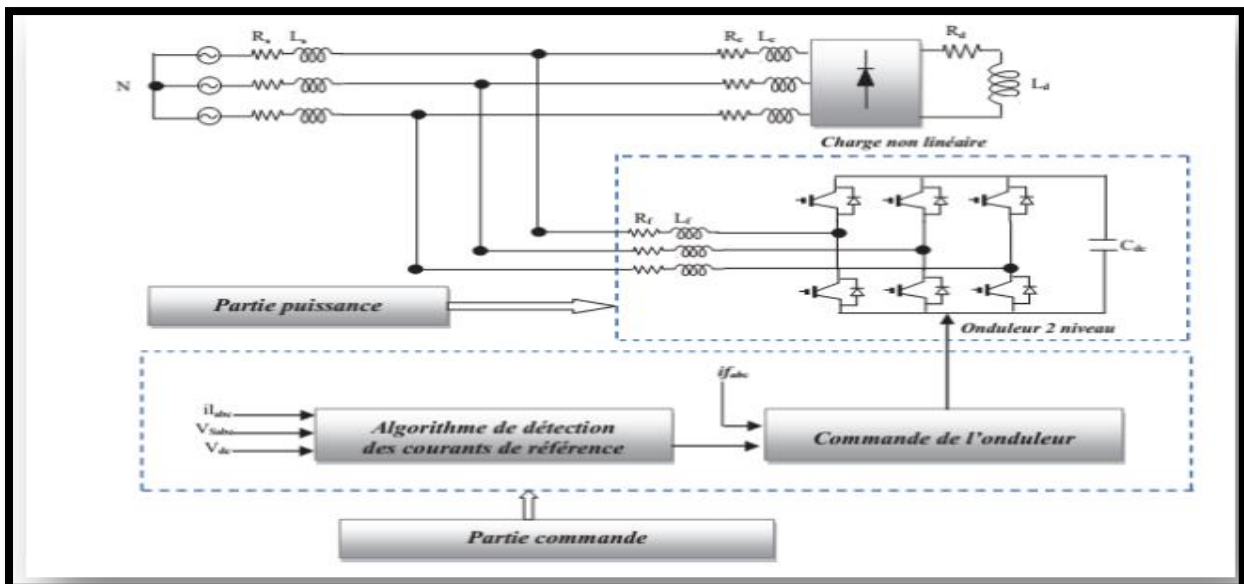 Rs Ls
Rc Lc
Rd
N
Ld
Charge non linéaire
Rf Lf
Cdc
Partie puissance
Onduleur 2 niveau
ifabc
ilabc
VSabc
Vdc
Algorithme de détection
des courants de référence
Commande de l'onduleur
Partie commande